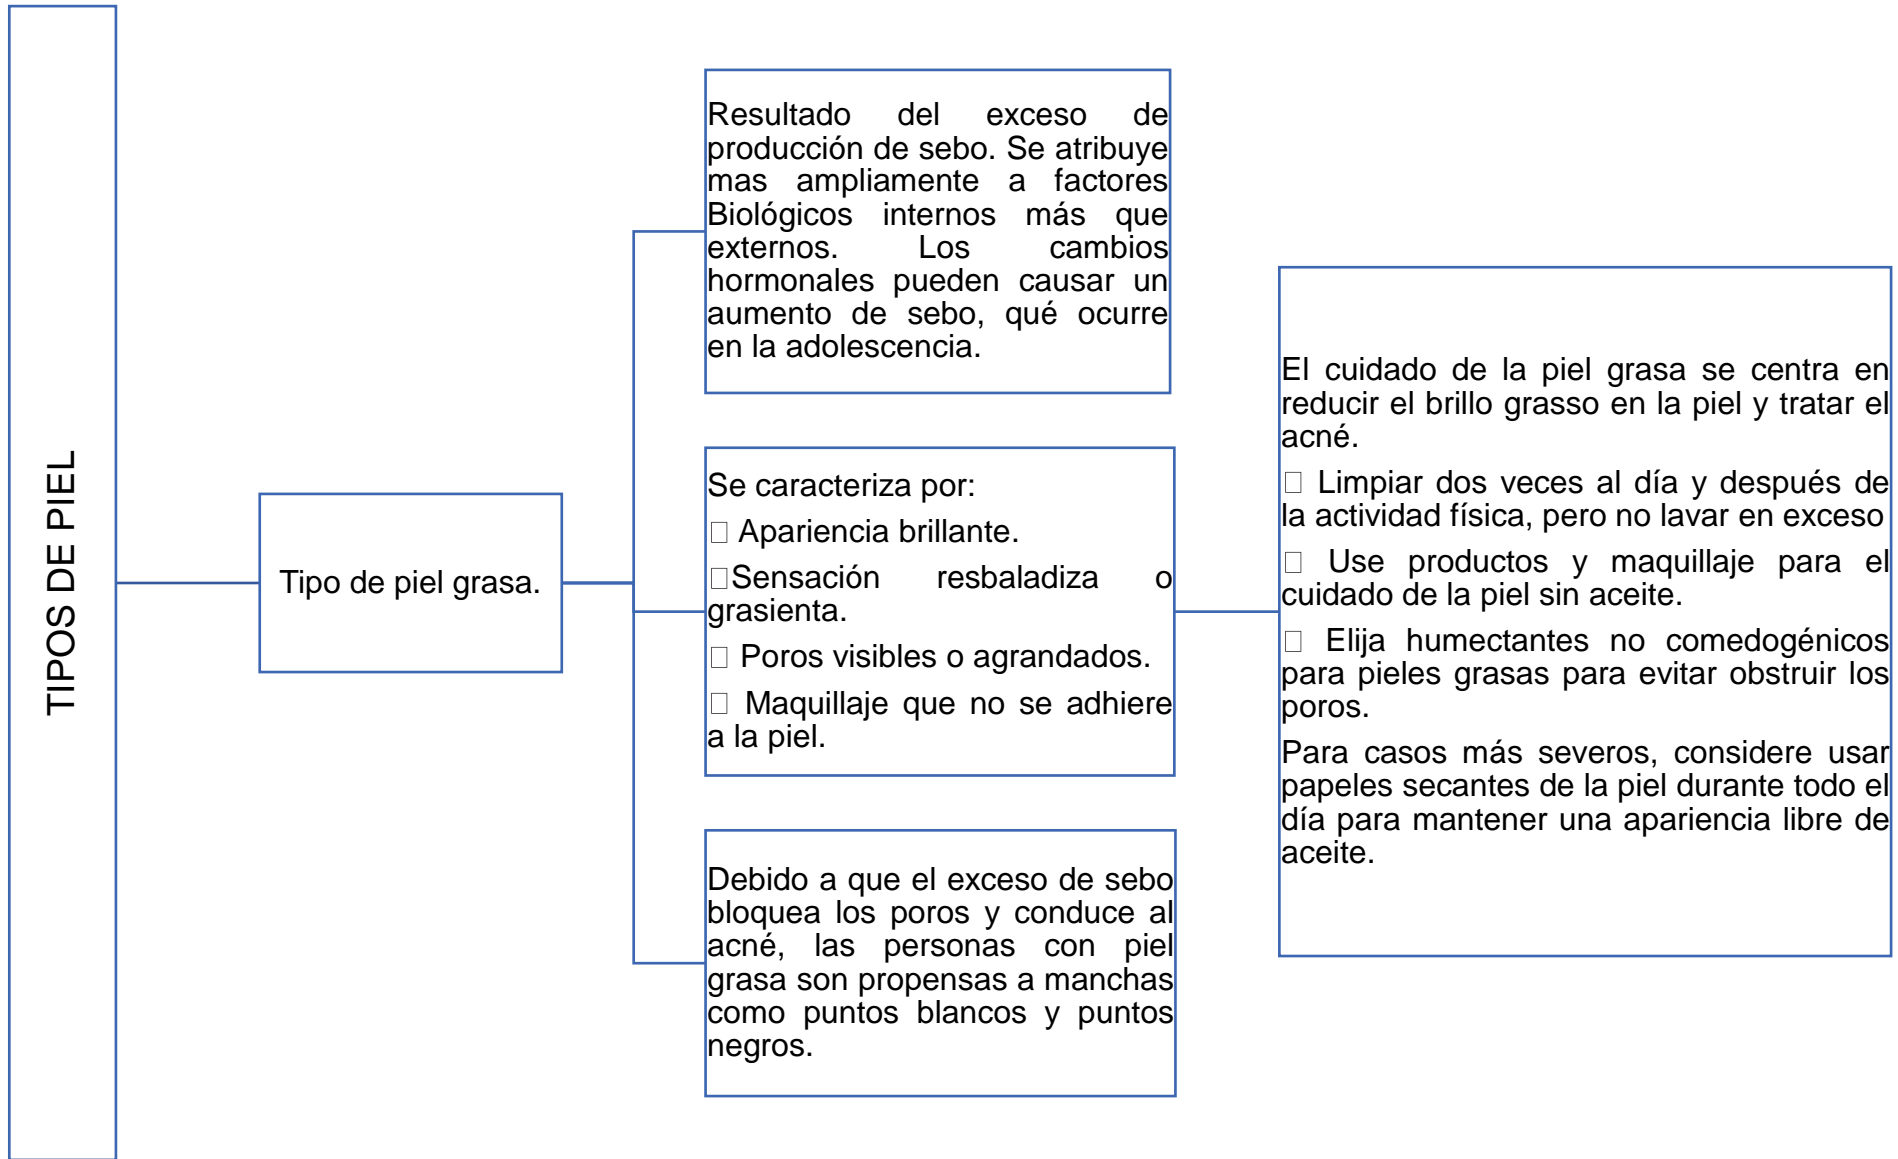 TIPOS DE PIEL
Tipo de piel grasa.
Resultado del exceso de
producción de sebo. Se atribuye
mas ampliamente a factores
Biológicos internos más que
externos. Los cambios
hormonales pueden causar un
aumento de sebo, qué ocurre
en la adolescencia.
Se caracteriza por:
□ Apariencia brillante.
□Sensación resbaladiza o
grasienta.
□ Poros visibles o agrandados.
□ Maquillaje que no se adhiere
a la piel.
Debido a que el exceso de sebo
bloquea los poros y conduce al
acné, las personas con piel
grasa son propensas a manchas
como puntos blancos y puntos
negros.
El cuidado de la piel grasa se centra en
reducir el brillo grasso en la piel y tratar el
acné.
□ Limpiar dos veces al día y después de
la actividad física, pero no lavar en exceso
□ Use productos y maquillaje para el
cuidado de la piel sin aceite.
□ Elija humectantes no comedogénicos
para pieles grasas para evitar obstruir los
poros.
Para casos más severos, considere usar
papeles secantes de la piel durante todo el
día para mantener una apariencia libre de
aceite.